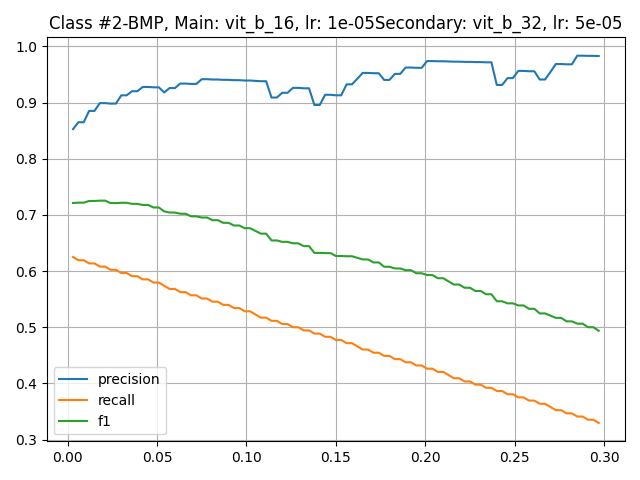 Class #2-BMP, Main: vit_b_16, lr: 1e-05Secondary: vit_b_32, lr: 5e-05
1.0
0.9
0.8
0.7
0.6
0.5
0.4
0.3
precision
recall
f1
0.00 0.05 0.10 0.15 0.20 0.25 0.30